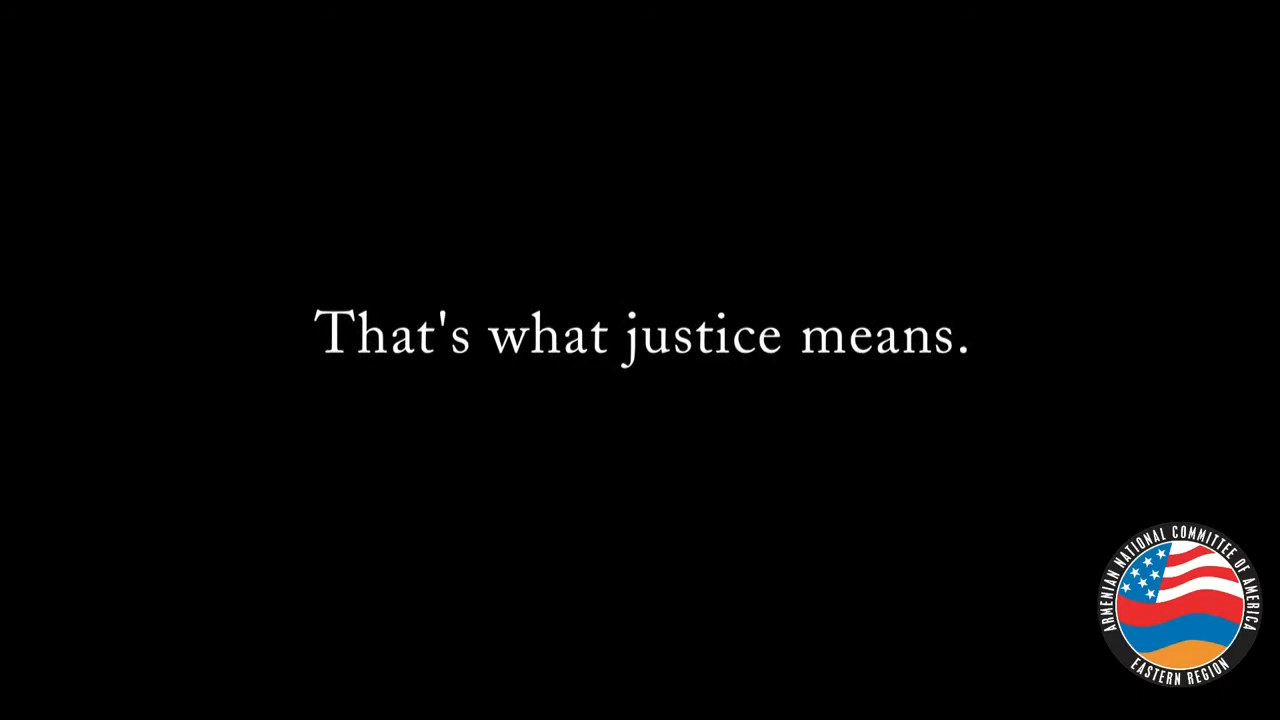 That's what justice means.
ARMENIAN NATIONAL COMMITTEE OF AMERICA
EASTERN REGION